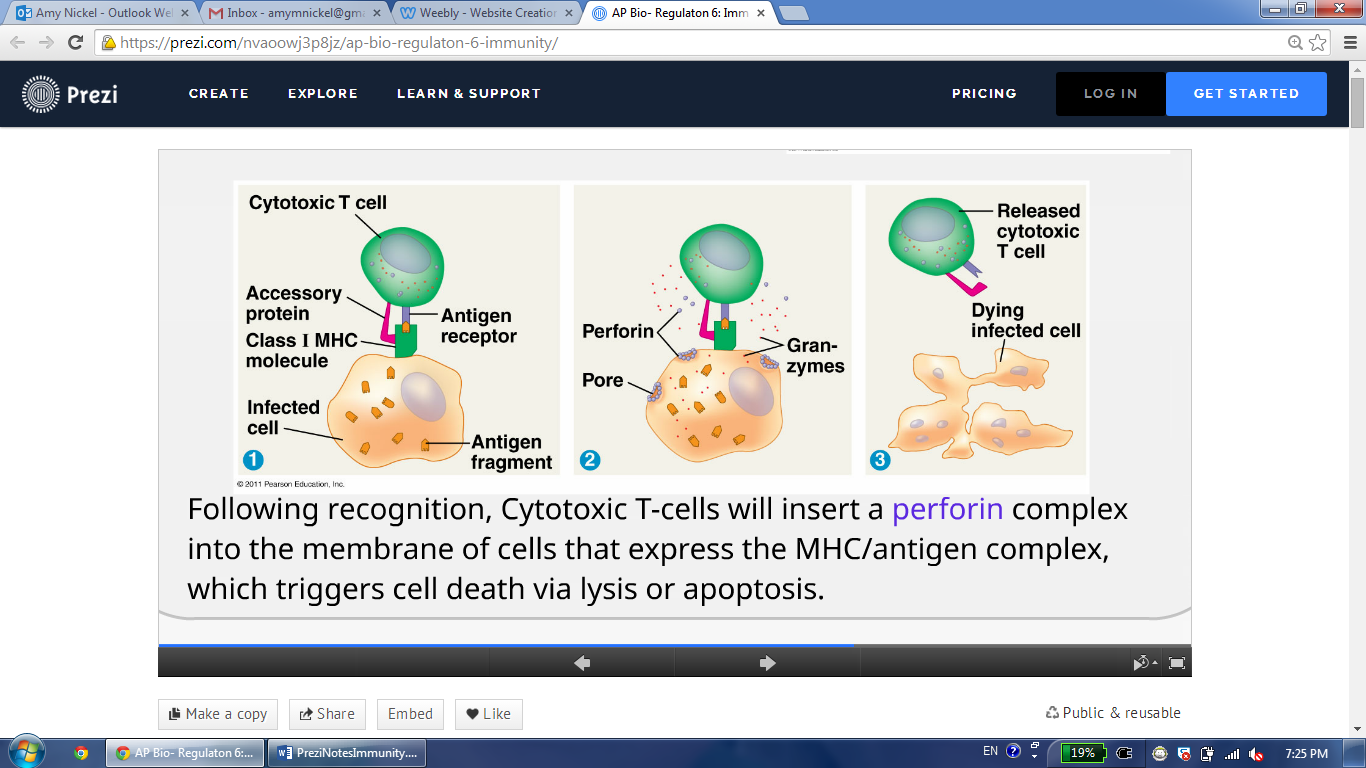 Amy Nickel - Outlook We
Inbox - amymnickel@gma
Weebly - Website Creation
AP Bio- Regulaton 6: Imm
https://prezi.com/nvaoowj3p8jz/ap-bio-regulaton-6-immunity/
Prezi
CREATE
EXPLORE
LEARN & SUPPORT
PRICING
LOG IN
GET STARTED
Cytotoxic T cell
Accessory
protein
Class I MHC
molecule
Antigen
receptor
Infected
cell
Antigen
fragment
1
Perforin
Pore
Gran-
zymes
2
Released
cytotoxic
T cell
Dying
infected cell
3
© 2011 Pearson Education, Inc.
Following recognition, Cytotoxic T-cells will insert a perforin complex
into the membrane of cells that express the MHC/antigen complex,
which triggers cell death via lysis or apoptosis.
Make a copy
Share
Embed
Like
Public & reusable
AP Bio- Regulaton 6:...
PreziNotesImmunity....
EN
19%
7:25 PM